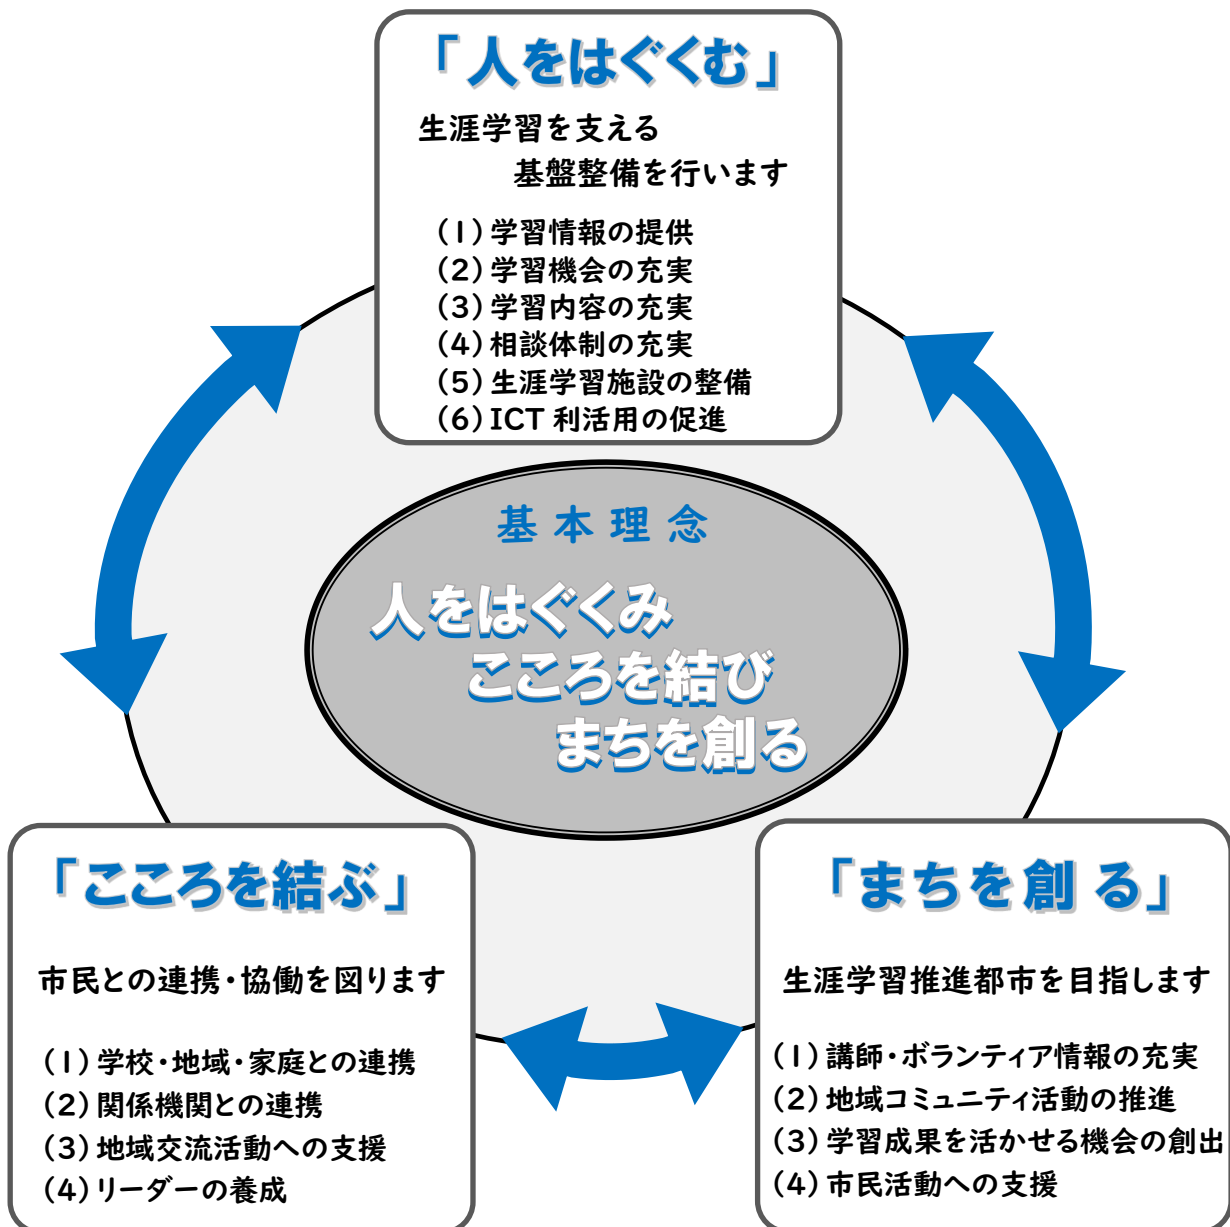 「人をはぐくむ」
生涯学習を支える
基盤整備を行います
(1)学習情報の提供
(2)学習機会の充実
(3)学習内容の充実
(4)相談体制の充実
(5)生涯学習施設の整備
(6)ICT 利活用の促進
基本理念
人をはぐくみ
こころを結び
まちを創る
「こころを結ぶ」
市民との連携・協働を図ります
(1)学校・地域・家庭との連携
(2)関係機関との連携
(3)地域交流活動への支援
(4)リーダーの養成
「まちを創る」
生涯学習推進都市を目指します
(1)講師・ボランティア情報の充実
(2)地域コミュニティ活動の推進
(3)学習成果を活かせる機会の創出
(4)市民活動への支援